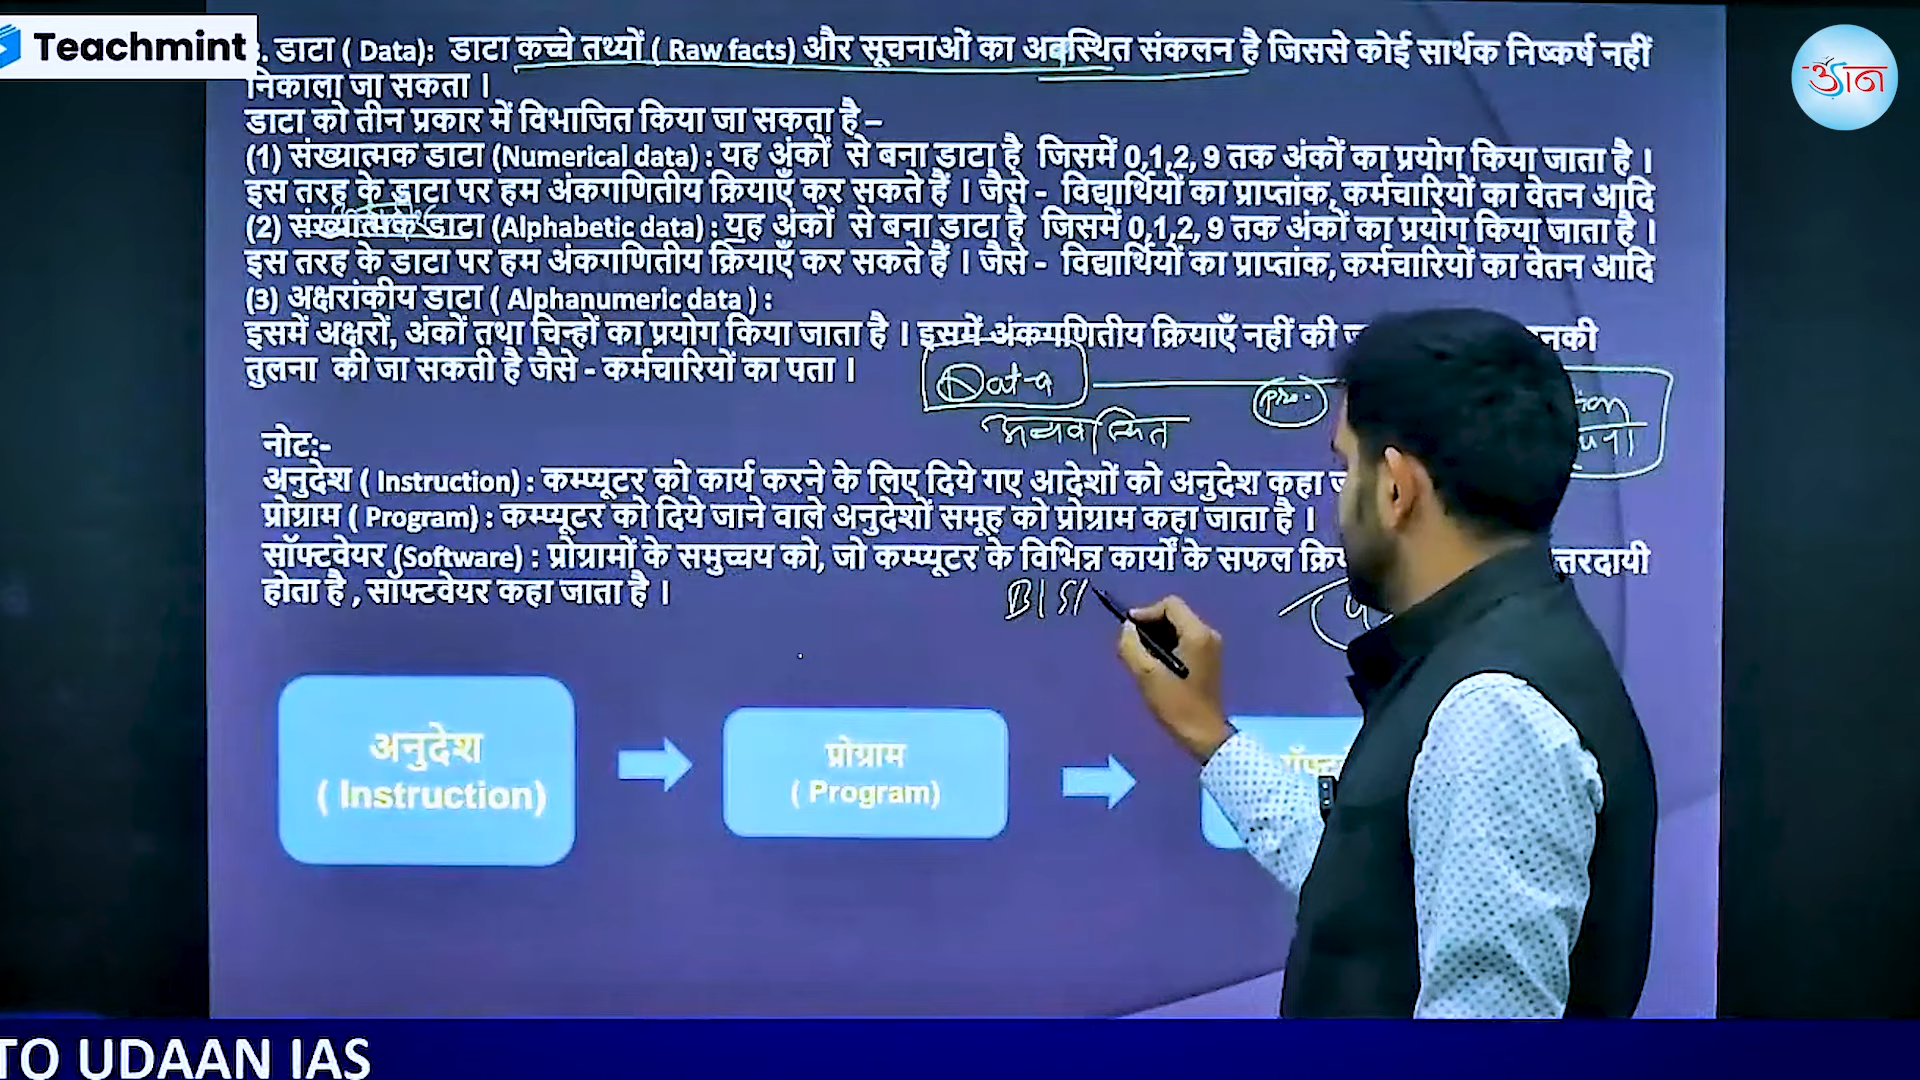 Teachmint
. डाटा ( Data): डाटा कच्चे तथ्यों ( Raw facts) और सूचनाओं का अवस्थित संकलन है जिससे कोई सार्थक निष्कर्ष नहीं
उड़ान
निकाला जा सकता ।
डाटा को तीन प्रकार में विभाजित किया जा सकता है –
(1) संख्यात्मक डाटा (Numerical data) : यह अंकों से बना डाटा है जिसमें 0,1,2, 9 तक अंकों का प्रयोग किया जाता है ।
इस तरह के डाटा पर हम अंकगणितीय क्रियाएँ कर सकते हैं । जैसे - विद्यार्थियों का प्राप्तांक, कर्मचारियों का वेतन आदि
(2) संख्यात्मक डाटा (Alphabetic data) : यह अंकों से बना डाटा है जिसमें 0,1,2, 9 तक अंकों का प्रयोग किया जाता है ।
इस तरह के डाटा पर हम अंकगणितीय क्रियाएँ कर सकते हैं । जैसे - विद्यार्थियों का प्राप्तांक, कर्मचारियों का वेतन आदि
(3) अक्षरांकीय डाटा ( Alphanumeric data ) :
इसमें अक्षरों, अंकों तथा चिन्हों का प्रयोग किया जाता है । इसमें अंकगणितीय क्रियाएँ नहीं की ज नकी
तुलना की जा सकती है जैसे - कर्मचारियों का पता ।
Data
pro.
अव्यवस्थित
नोट:-
अनुदेश ( Instruction) : कम्प्यूटर को कार्य करने के लिए दिये गए आदेशों को अनुदेश कहा ज
प्रोग्राम ( Program) : कम्प्यूटर को दिये जाने वाले अनुदेशों समूह को प्रोग्राम कहा जाता है ।
सॉफ्टवेयर (Software) : प्रोग्रामों के समुच्चय को, जो कम्प्यूटर के विभिन्न कार्यों के सफल क्रि त्तरदायी
होता है , सॉफ्टवेयर कहा जाता है ।
अनुदेश
( Instruction)
प्रोग्राम
( Program)
TO UDAAN IAS